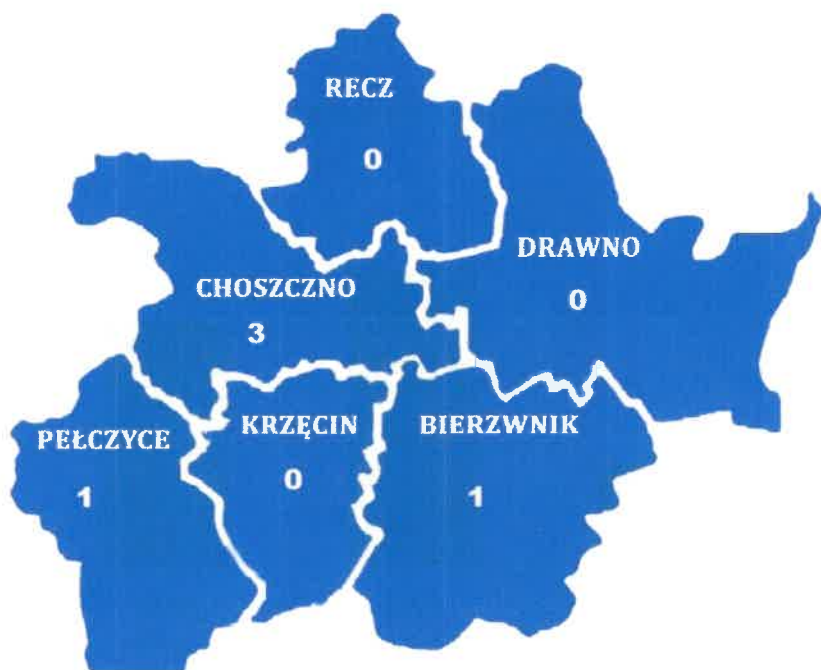 RECZ
0
DRAWNO
0
CHOSZCZNO
3
PEŁCZYCE
1
KRZĘCIN
0
BIERZWNIK
1